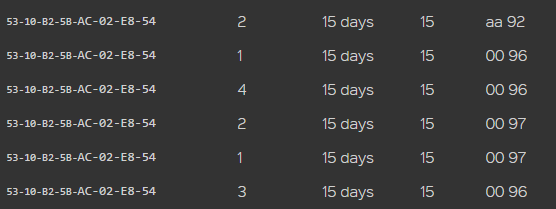 53-10-B2-5B-AC-02-E8-54 2 15 days 15 aa 92
53-10-B2-5B-AC-02-E8-54 1 15 days 15 00 96
53-10-B2-5B-AC-02-E8-54 4 15 days 15 00 96
53-10-B2-5B-AC-02-E8-54 2 15 days 15 00 97
53-10-B2-5B-AC-02-E8-54 1 15 days 15 00 97
53-10-B2-5B-AC-02-E8-54 3 15 days 15 00 96